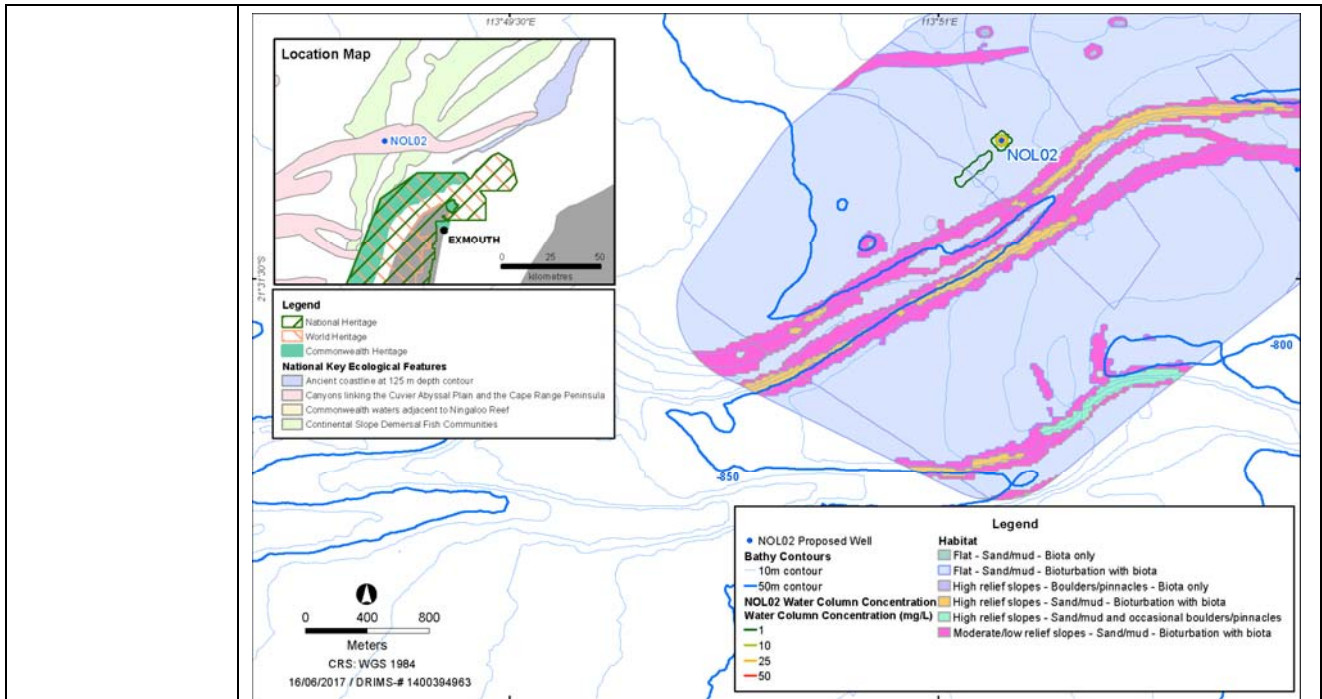 113°49'30"E
113°51'E
Location Map
NOL02
EXMOUTH
0 25 50
kilometres
21°31'30"S
Legend
National Heritage
World Heritage
Commonwealth Heritage
National Key Ecological Features
Ancient coastline at 125 m depth contour
Canyons linking the Cuvier Abyssal Plain and the Cape Range Peninsula
Commonwealth waters adjacent to Ningaloo Reef
Continental Slope Demersal Fish Communities
NOL02
-800
-850
Legend
NOL02 Proposed Well
Bathy Contours
10m contour
50m contour
NOL02 Water Column Concentration
Water Column Concentration (mg/L)
1
10
25
50
Habitat
Flat - Sand/mud - Biota only
Flat - Sand/mud - Bioturbation with biota
High relief slopes - Boulders/pinnacles - Biota only
High relief slopes - Sand/mud - Bioturbation with biota
High relief slopes - Sand/mud and occasional boulders/pinnacles
Moderate/low relief slopes - Sand/mud - Bioturbation with biota
0 400 800
Meters
CRS: WGS 1984
16/06/2017 / DRIMS-# 1400394963